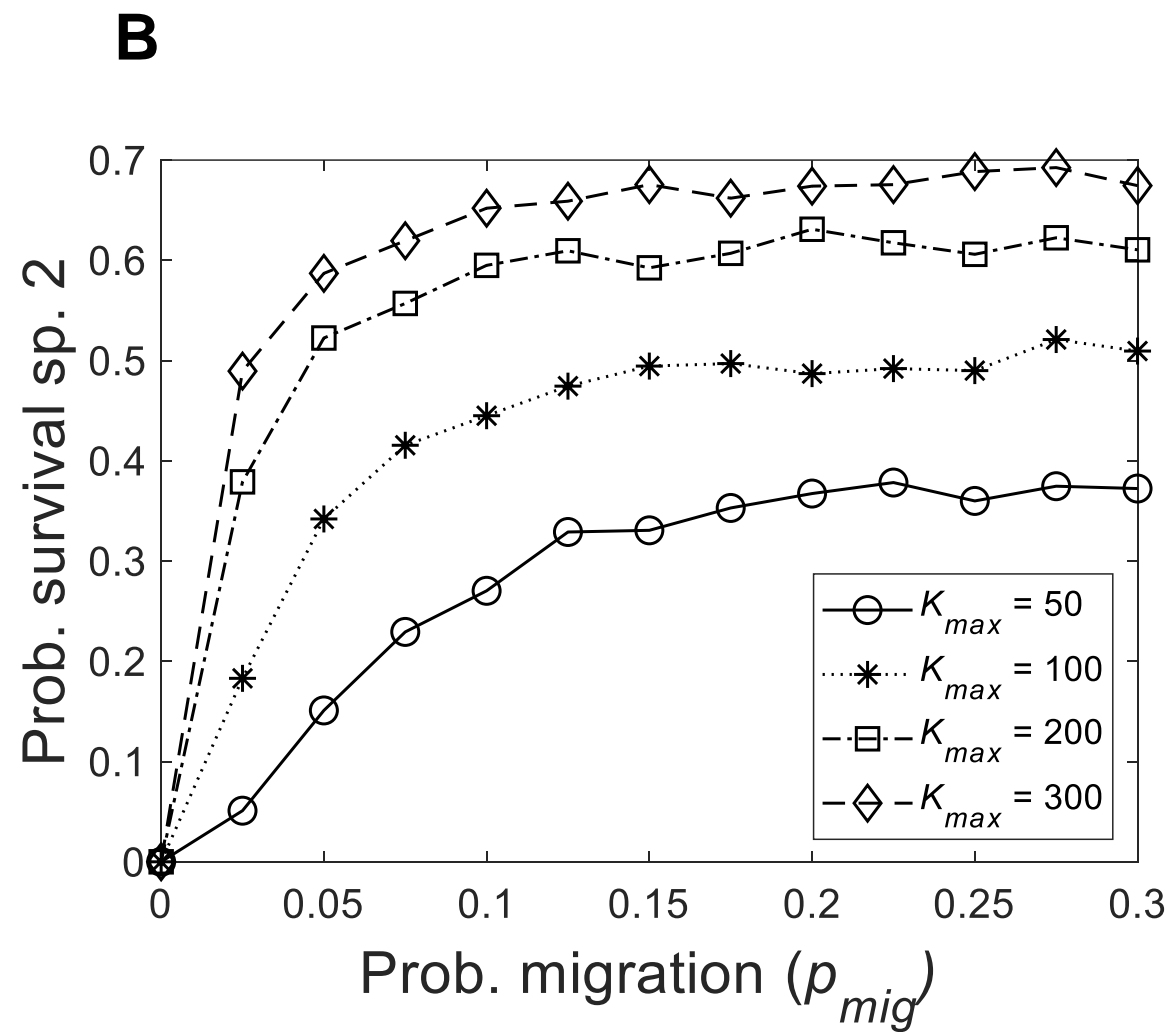 B
Prob. survival sp. 2
0.7
0.6
0.5
0.4
0.3
0.2
0.1
0
K_max = 50
K_max = 100
K_max = 200
K_max = 300
0 0.05 0.1 0.15 0.2 0.25 0.3
Prob. migration (p_mig)